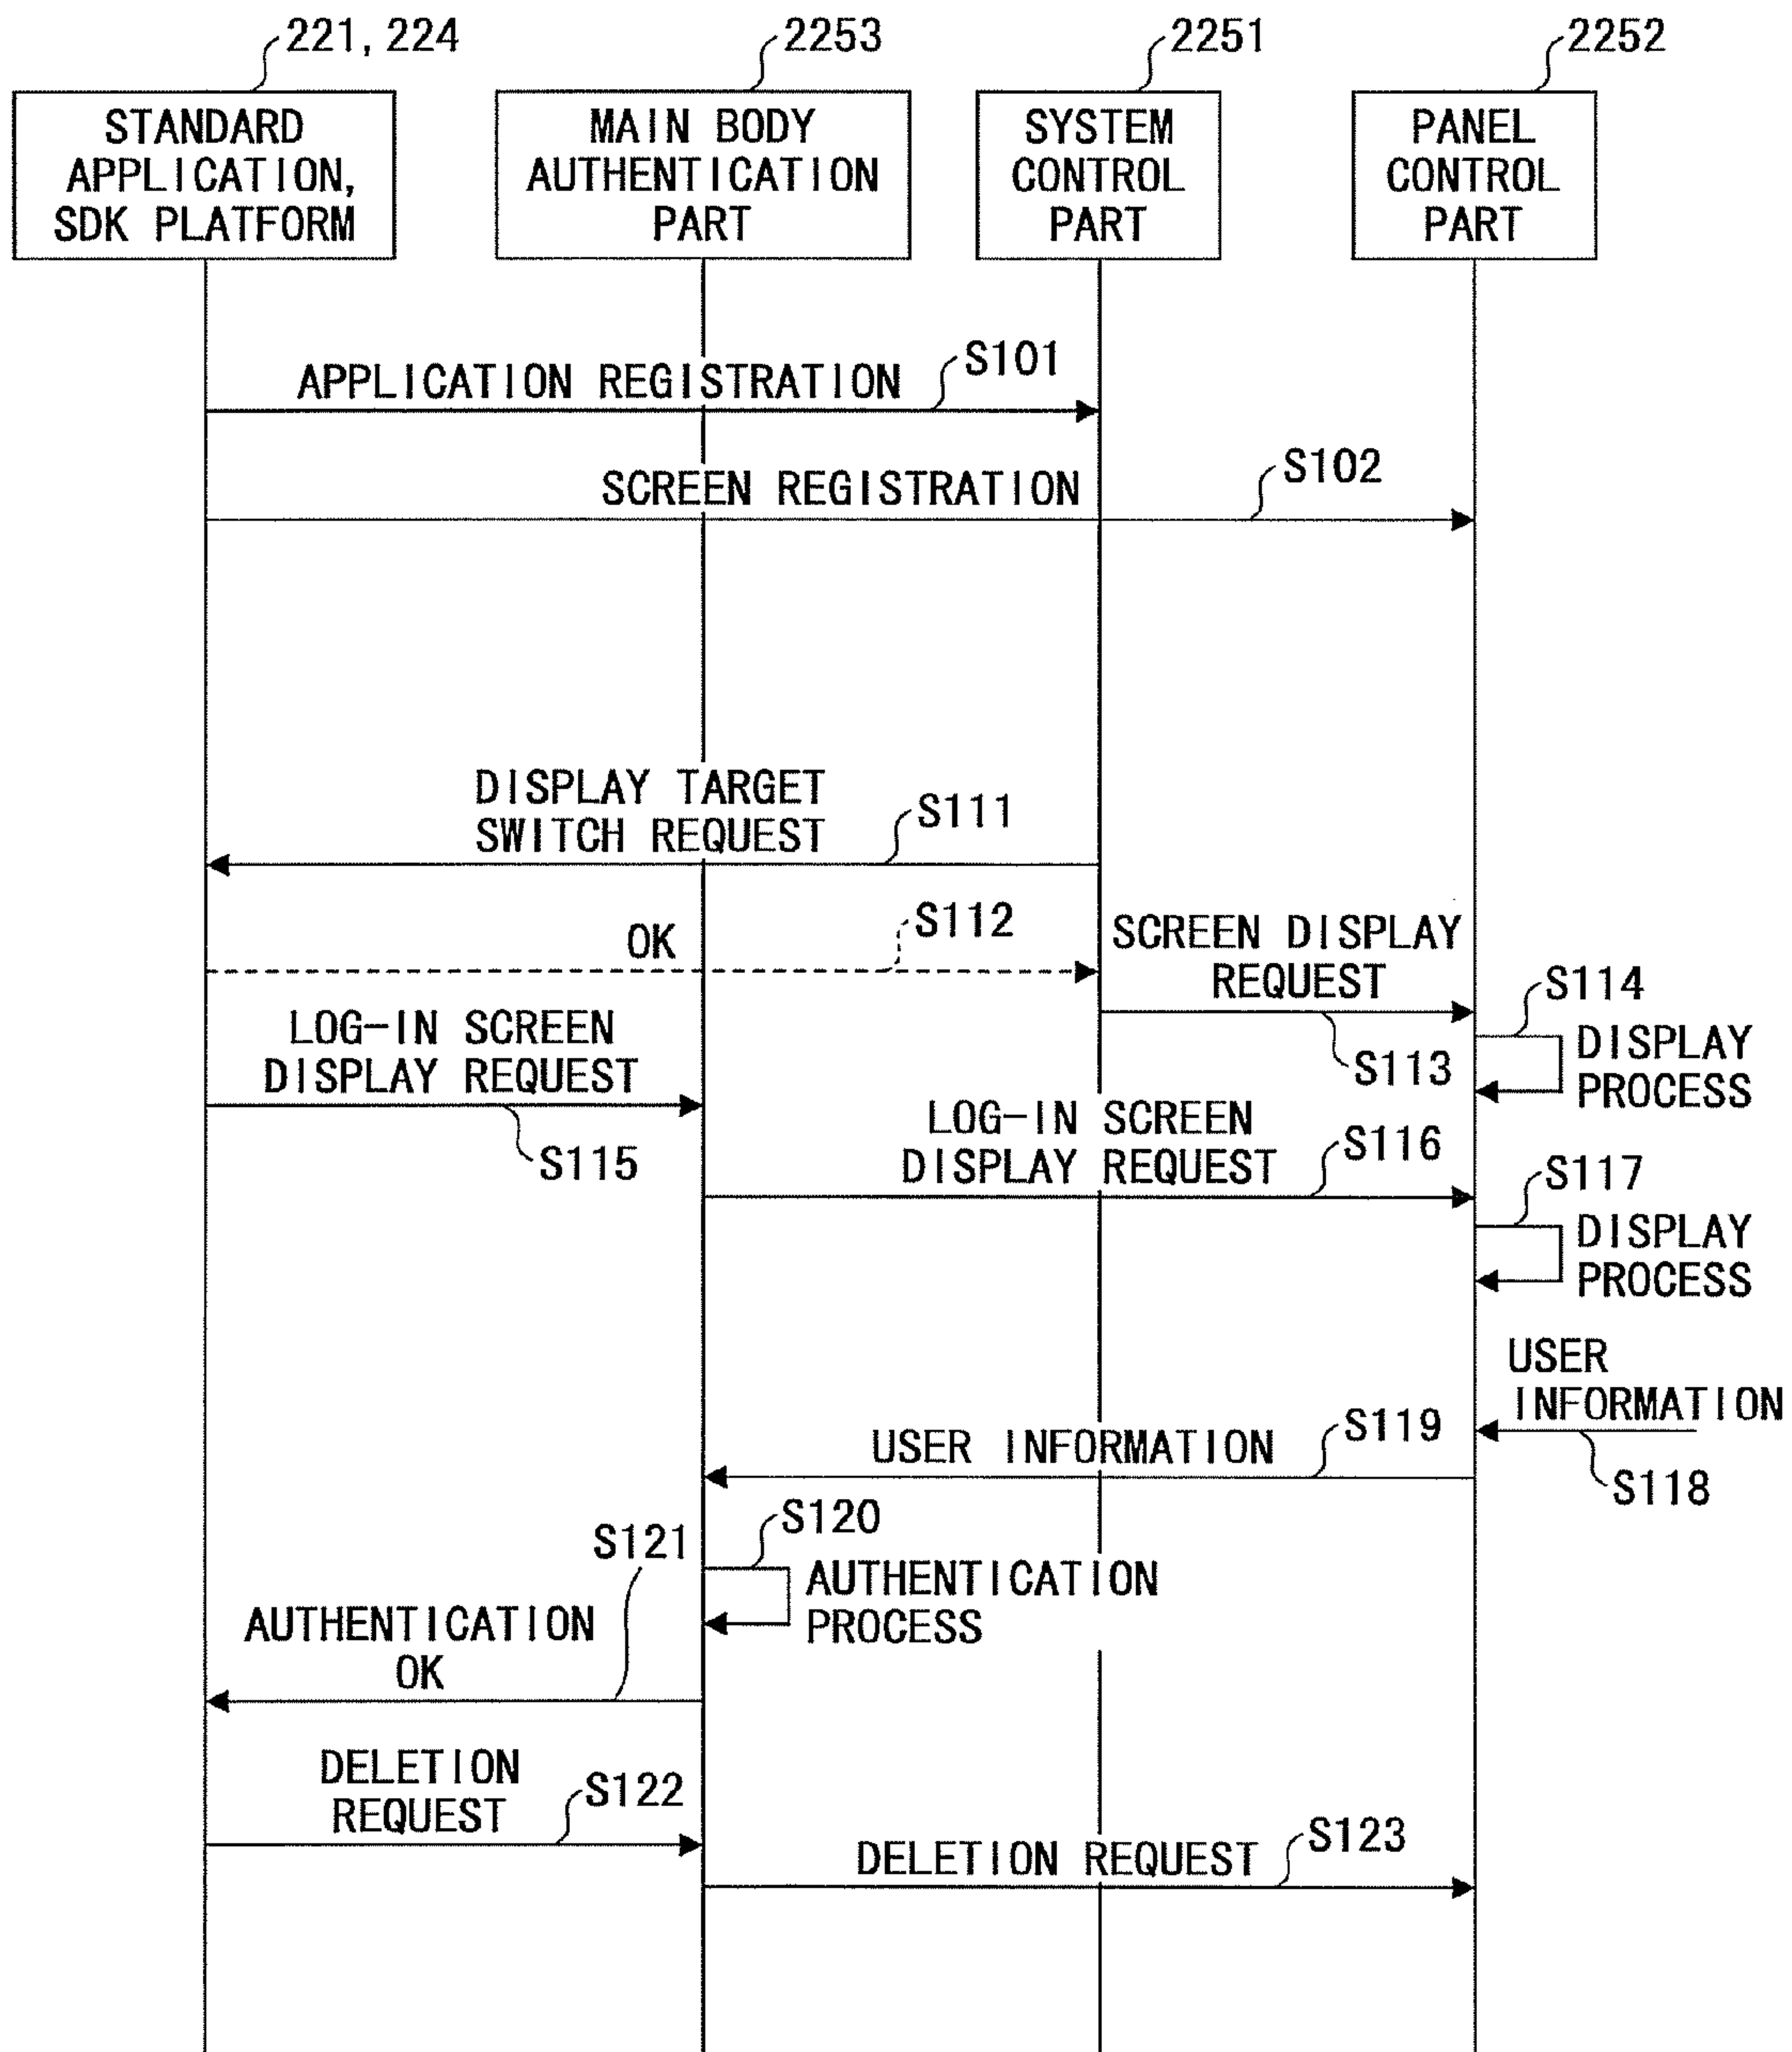 221, 224
2253
2251
2252
STANDARD
APPLICATION,
SDK PLATFORM
MAIN BODY
AUTHENTICATION
PART
SYSTEM
CONTROL
PART
PANEL
CONTROL
PART
S101
APPLICATION REGISTRATION
S102
SCREEN REGISTRATION
DISPLAY TARGET
SWITCH REQUEST
S111
OK
S112
SCREEN DISPLAY
REQUEST
S113
S114
DISPLAY
PROCESS
LOG-IN SCREEN
DISPLAY REQUEST
S115
LOG-IN SCREEN
DISPLAY REQUEST
S116
S117
DISPLAY
PROCESS
USER
INFORMATION
S118
USER INFORMATION
S119
S120
AUTHENTICATION
PROCESS
S121
AUTHENTICATION
OK
DELETION
REQUEST
S122
DELETION REQUEST
S123